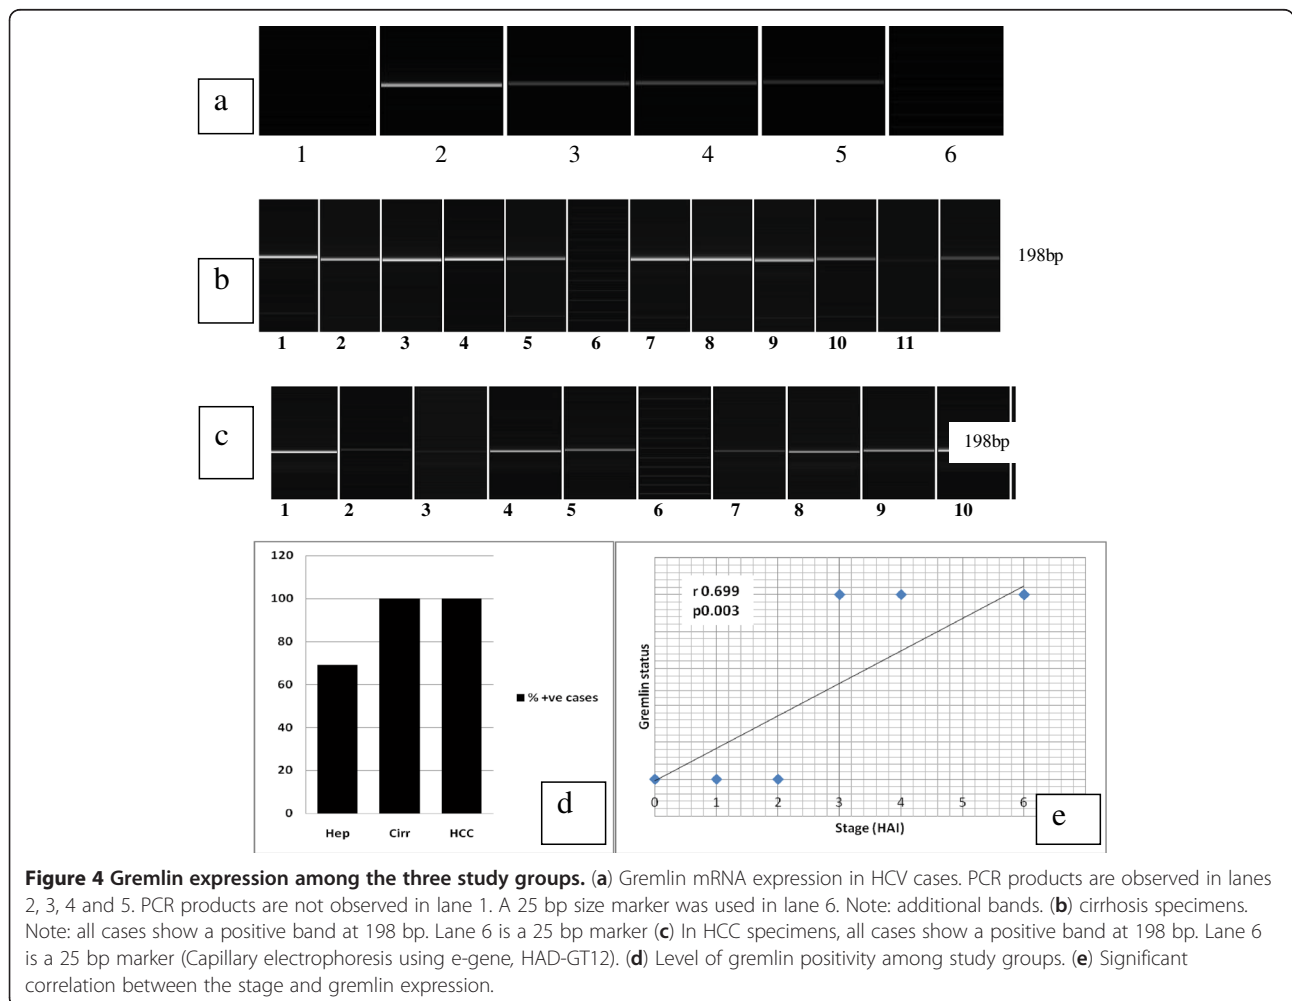 a
1 2 3 4 5 6
b
198bp
1 2 3 4 5 6 7 8 9 10 11
c
198bp
1 2 3 4 5 6 7 8 9 10
120
100
80
60
40
20
0
Hep Cirr HCC
% +ve cases
d
r 0.699
p0.003
Gremlin status
0 1 2 3 4 5 6
Stage (HAI)
e
Figure 4 Gremlin expression among the three study groups. (a) Gremlin mRNA expression in HCV cases. PCR products are observed in lanes
2, 3, 4 and 5. PCR products are not observed in lane 1. A 25 bp size marker was used in lane 6. Note: additional bands. (b) cirrhosis specimens.
Note: all cases show a positive band at 198 bp. Lane 6 is a 25 bp marker (c) In HCC specimens, all cases show a positive band at 198 bp. Lane 6
is a 25 bp marker (Capillary electrophoresis using e-gene, HAD-GT12). (d) Level of gremlin positivity among study groups. (e) Significant
correlation between the stage and gremlin expression.